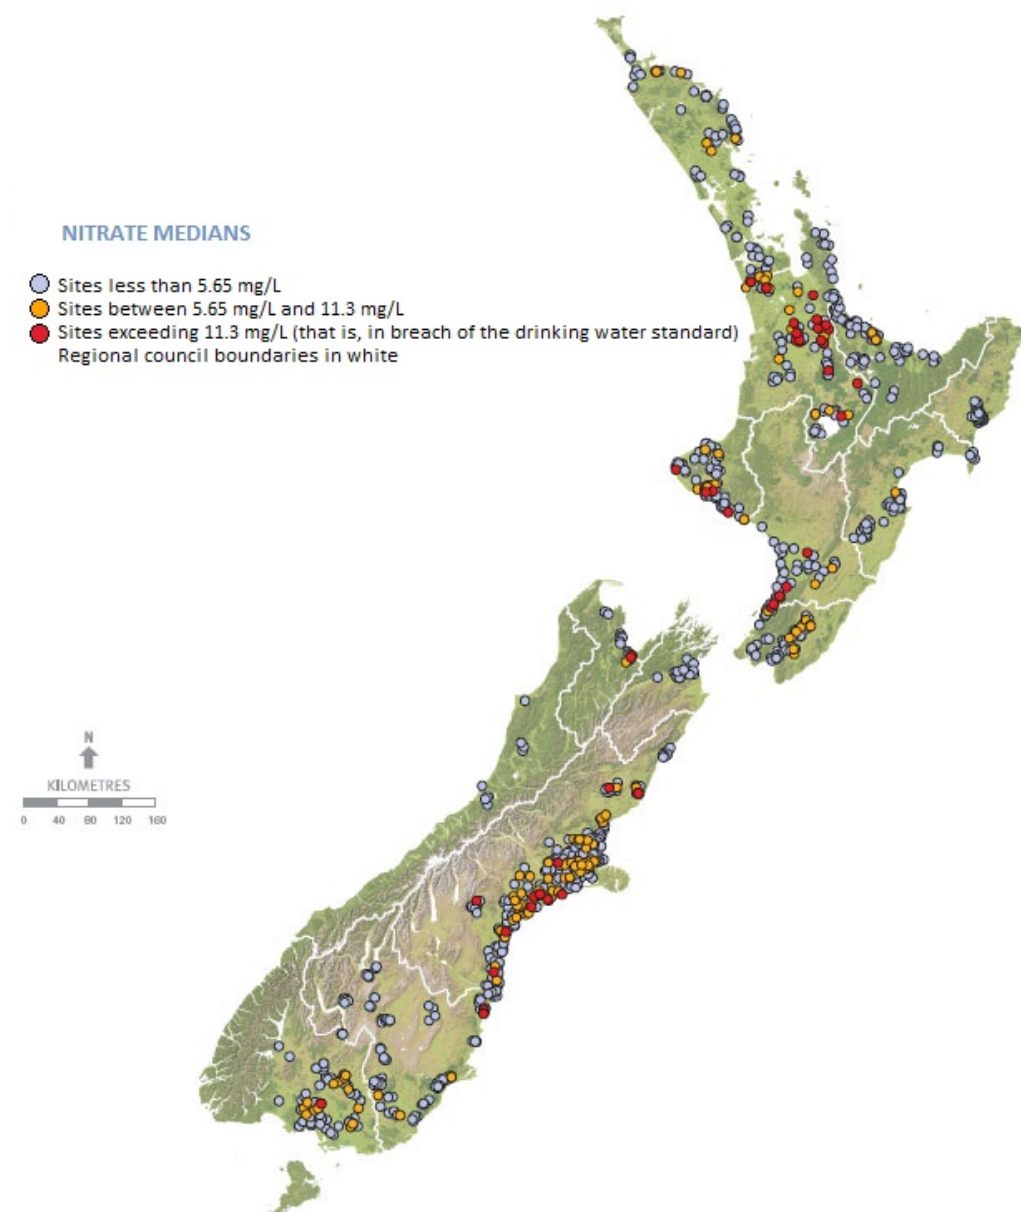 NITRATE MEDIANS
Sites less than 5.65 mg/L
Sites between 5.65 mg/L and 11.3 mg/L
Sites exceeding 11.3 mg/L (that is, in breach of the drinking water standard)
Regional council boundaries in white
N
KILOMETRES
0 40 80 120 160